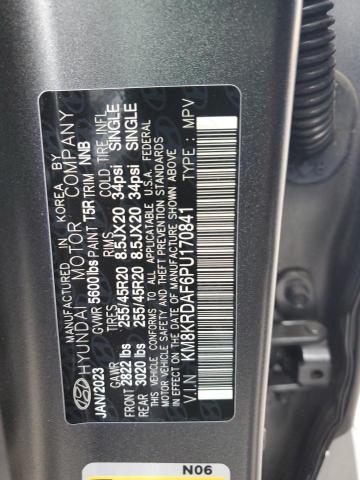 MANUFACTURED IN KOREA BY
HYUNDAI MOTOR COMPANY
JAN/2023 GVWR 5600lbs PAINT T5R TRIM NNB
GAWR TIRES RIMS COLD TIRE INFL
FRONT 2822 lbs 255/45R20 8.5JX20 34psi SINGLE
REAR 3020 lbs 255/45R20 8.5JX20 34psi SINGLE
THIS VEHICLE CONFORMS TO ALL APPLICATABLE U.S.A. FEDERAL
MOTOR VEHICLE SAFETY AND THEFT PREVENTION STANDARDS
IN EFFECT ON THE DATE OF MANUFACTURE SHOWN ABOVE.
V.I.N KM8KRDAF6PU170841 TYPE : MPV
N06